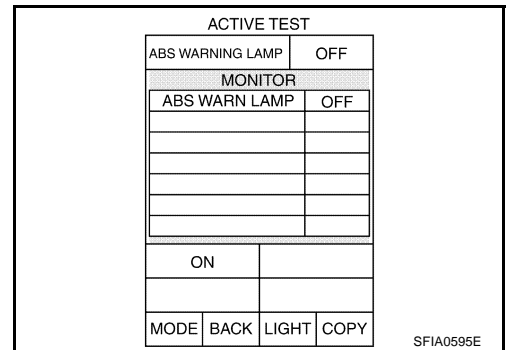 ACTIVE TEST
ABS WARNING LAMP OFF
MONITOR
ABS WARN LAMP OFF
ON
MODE BACK LIGHT COPY
SFIA0595E